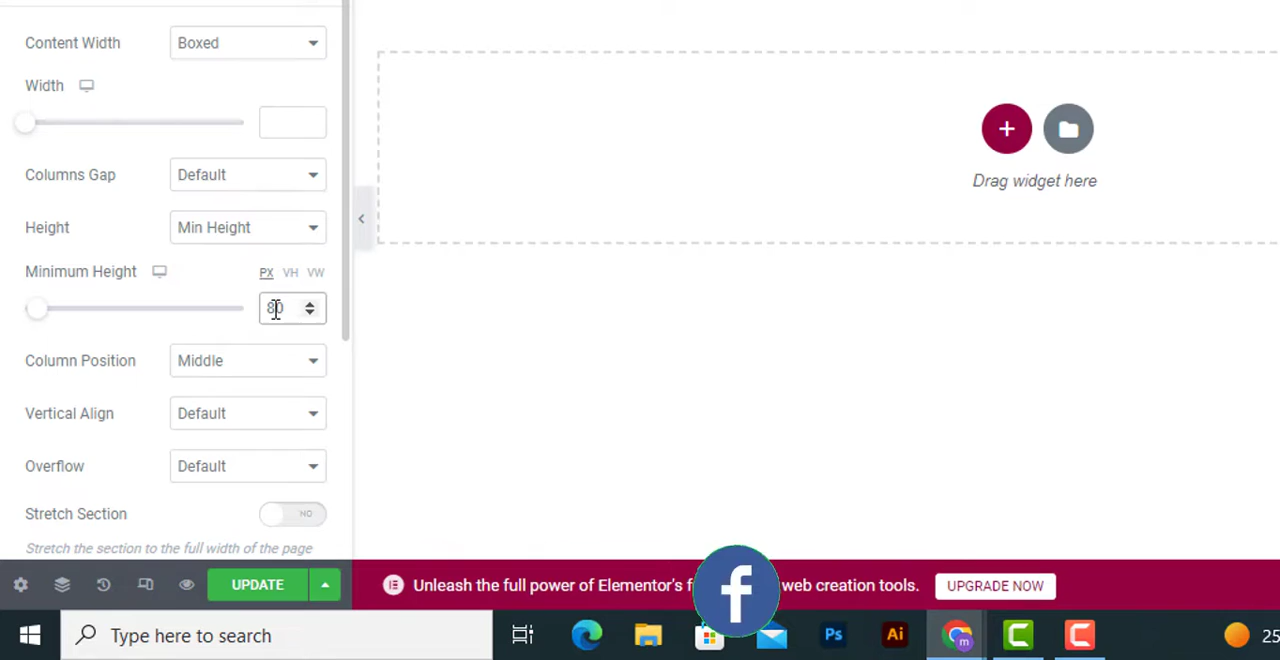 Content Width
Boxed
Width
Columns Gap
Default
Height
Min Height
Minimum Height
PX VH VW
80
Column Position
Middle
Vertical Align
Default
Overflow
Default
Stretch Section
NO
Stretch the section to the full width of the page
Drag widget here
UPDATE
Unleash the full power of Elementor's web creation tools.
UPGRADE NOW
f
Type here to search
Ps
Ai
m
25